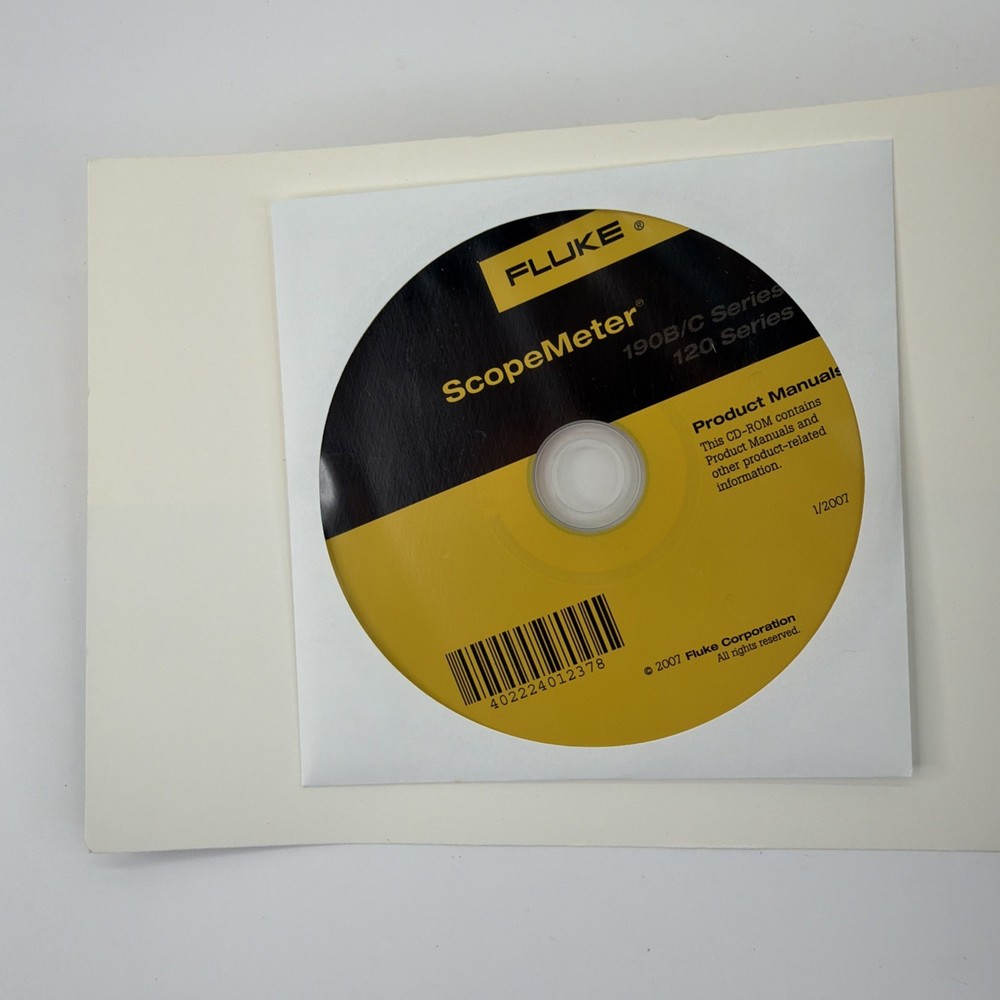 FLUKE®
ScopeMeter®
190B/C Series
120 Series
Product Manuals
This CD-ROM contains
Product Manuals and
other product-related
information.
1/2007
402224012378
© 2007 Fluke Corporation
All rights reserved.